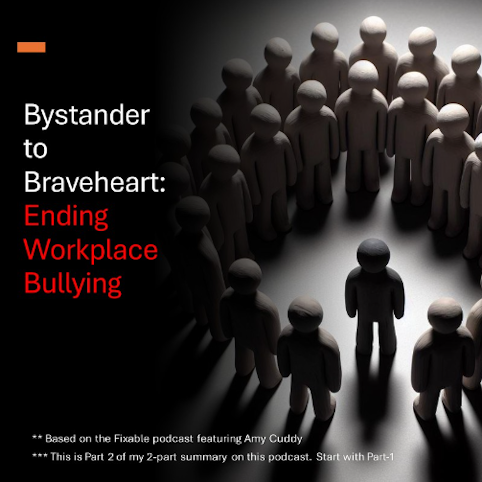 Bystander
to
Braveheart:
Ending
Workplace
Bullying
** Based on the Fixable podcast featuring Amy Cuddy
*** This is Part 2 of my 2-part summary on this podcast. Start with Part-1